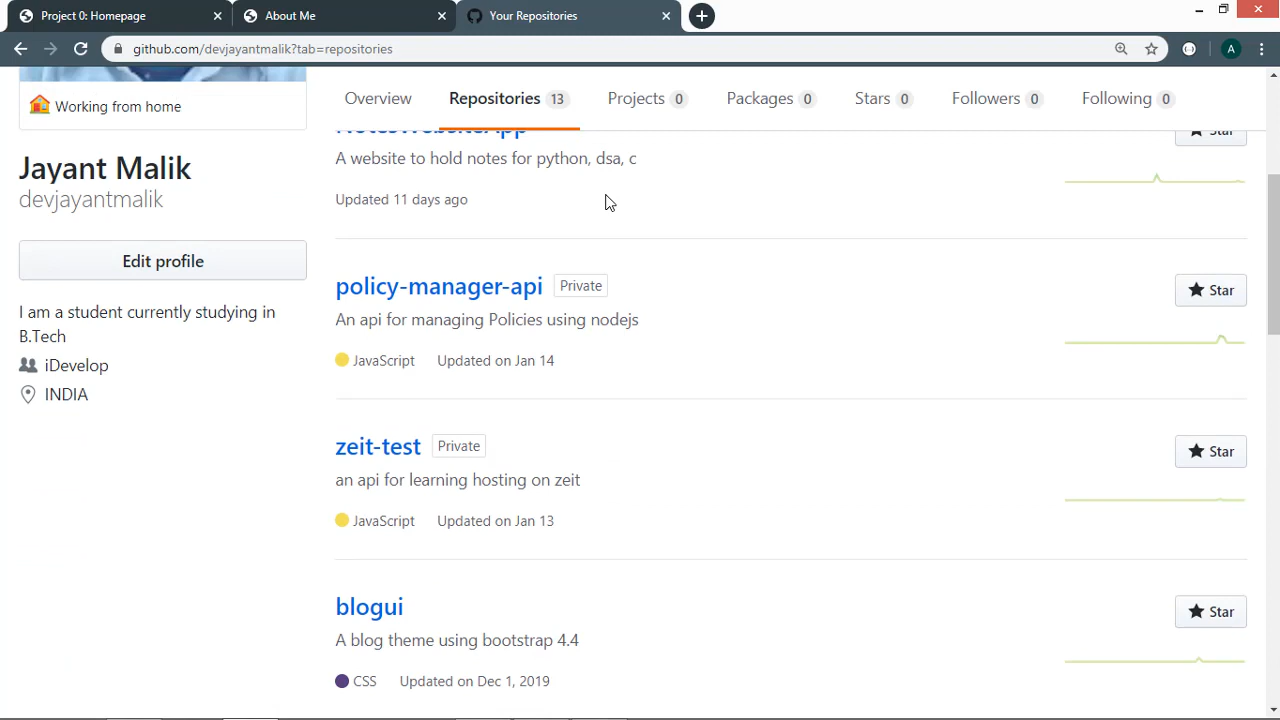 Project 0: Homepage
About Me
Your Repositories
github.com/devjayantmalik?tab=repositories
A
Working from home
Jayant Malik
devjayantmalik
Edit profile
I am a student currently studying in
B.Tech
iDevelop
INDIA
Overview
Repositories 13
Projects 0
Packages 0
Stars 0
Followers 0
Following 0
NotesWebsiteApp
Star
A website to hold notes for python, dsa, c
Updated 11 days ago
policy-manager-api Private
Star
An api for managing Policies using nodejs
JavaScript Updated on Jan 14
zeit-test Private
Star
an api for learning hosting on zeit
JavaScript Updated on Jan 13
blogui
Star
A blog theme using bootstrap 4.4
CSS Updated on Dec 1, 2019